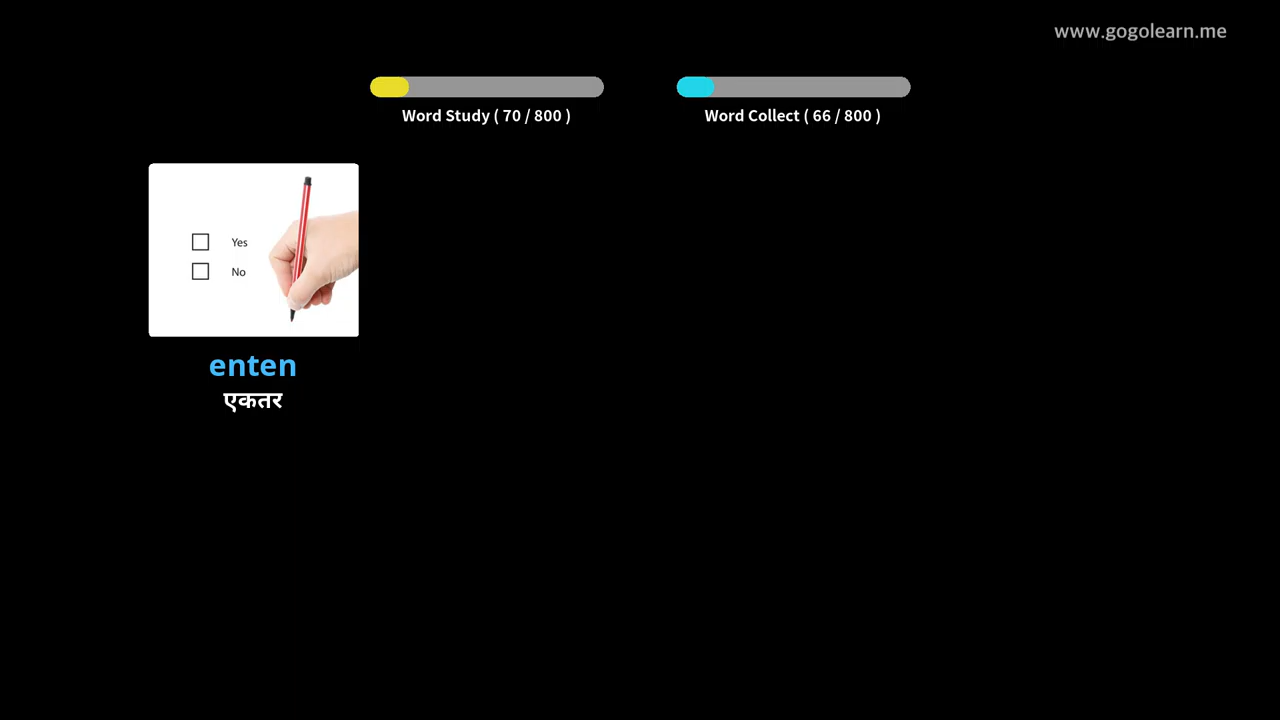 www.gogolearn.me
Word Study ( 70 / 800 )
Word Collect ( 66 / 800 )
Yes
No
enten
एकतर